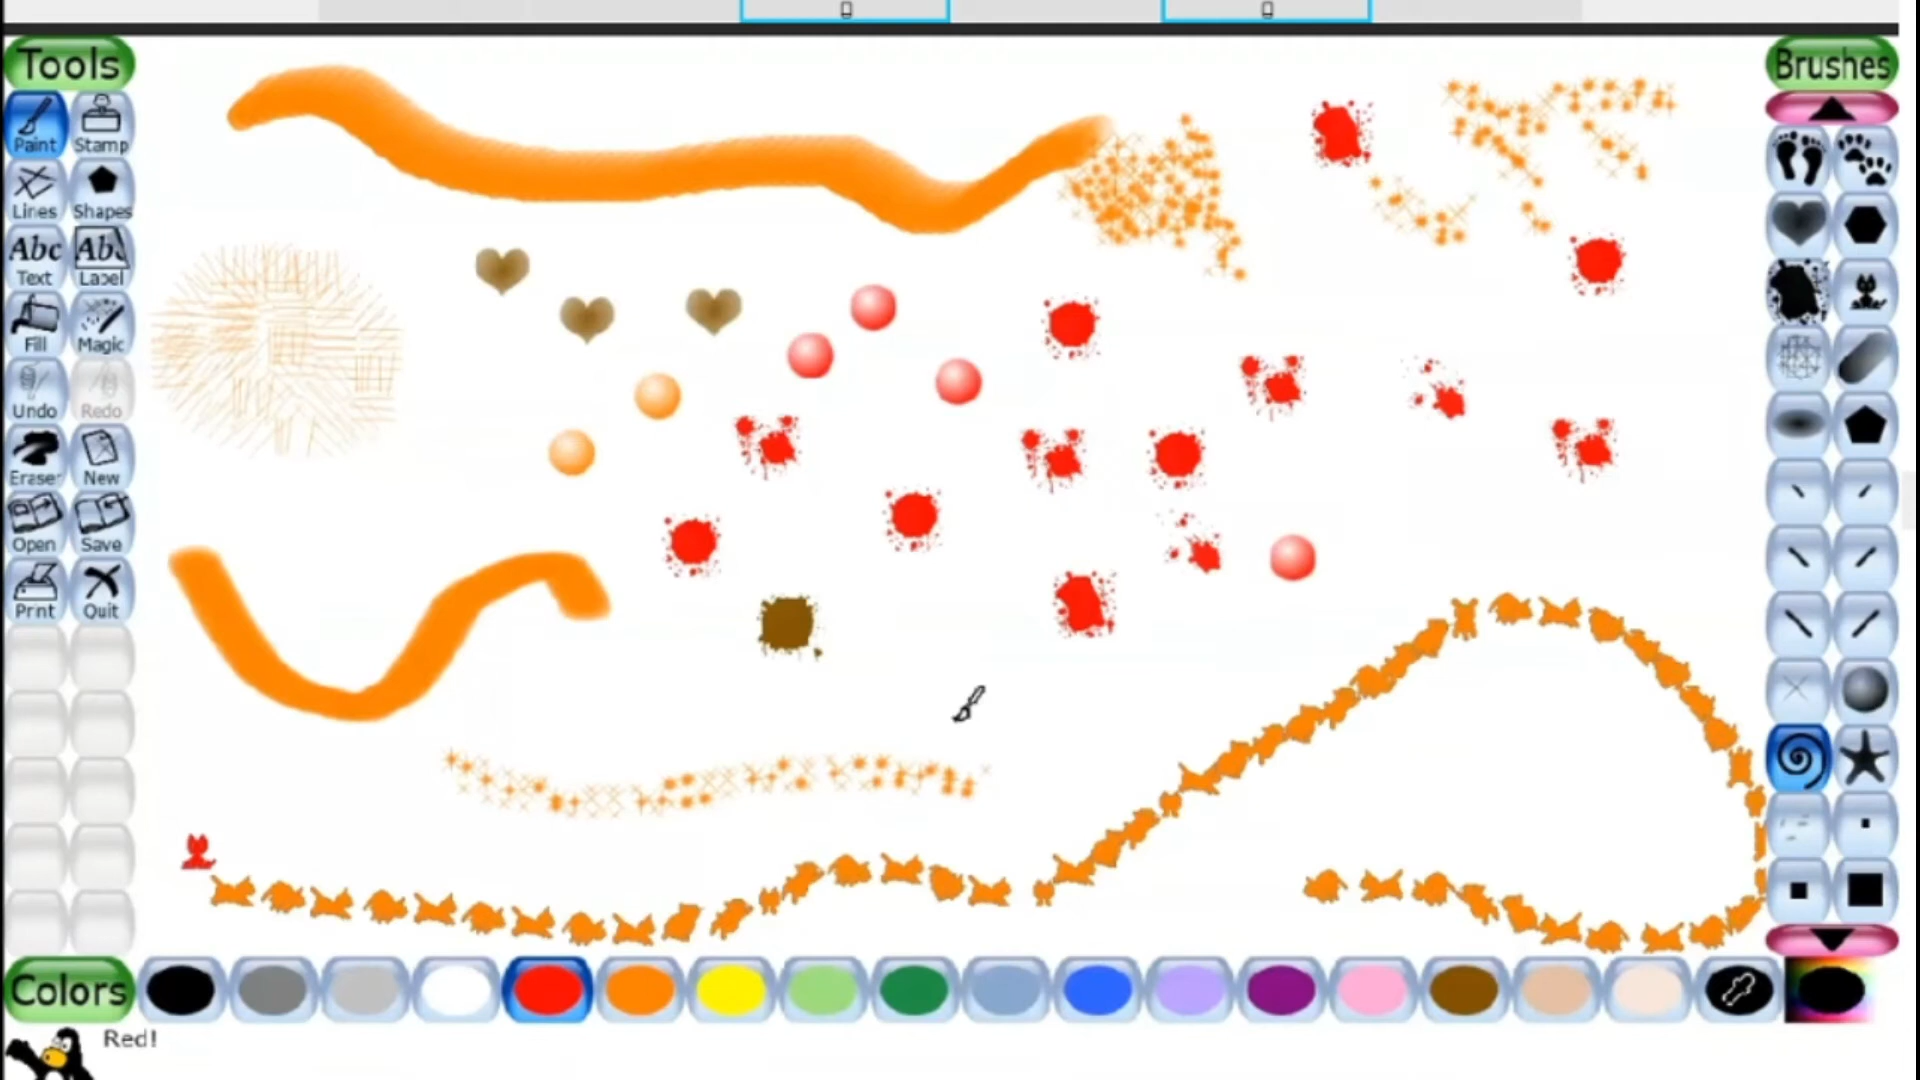 Tools
Brushes
Paint
Stamp
Lines
Shapes
Abc
Abc
Text
Label
Fill
Magic
Undo
Redo
Eraser
New
Open
Save
Print
Quit
Colors
Red!